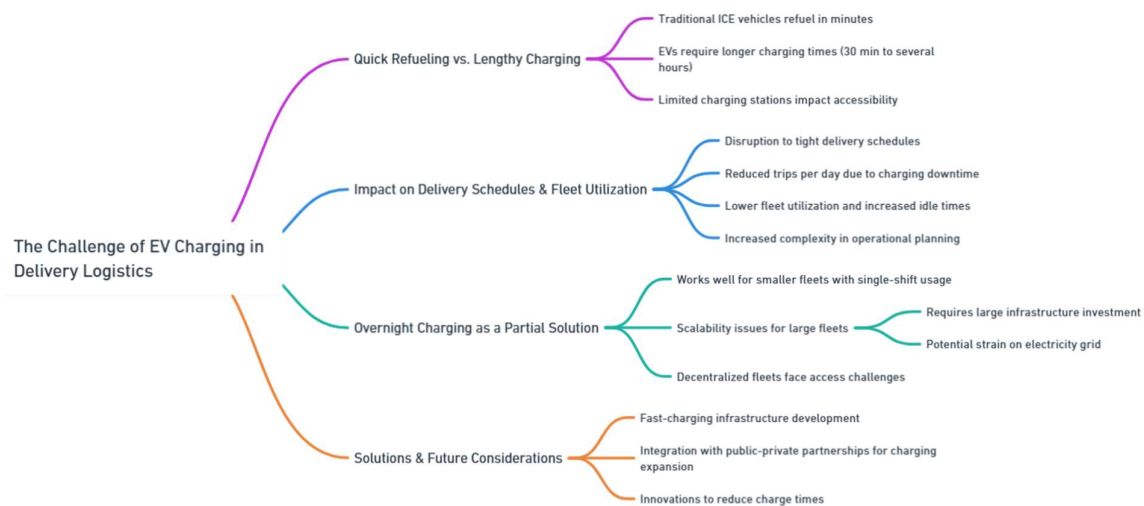 The Challenge of EV Charging in
Delivery Logistics
Quick Refueling vs. Lengthy Charging
Traditional ICE vehicles refuel in minutes
EVs require longer charging times (30 min to several
hours)
Limited charging stations impact accessibility
Impact on Delivery Schedules & Fleet Utilization
Disruption to tight delivery schedules
Reduced trips per day due to charging downtime
Lower fleet utilization and increased idle times
Increased complexity in operational planning
Overnight Charging as a Partial Solution
Works well for smaller fleets with single-shift usage
Scalability issues for large fleets
Requires large infrastructure investment
Potential strain on electricity grid
Decentralized fleets face access challenges
Solutions & Future Considerations
Fast-charging infrastructure development
Integration with public-private partnerships for charging
expansion
Innovations to reduce charge times